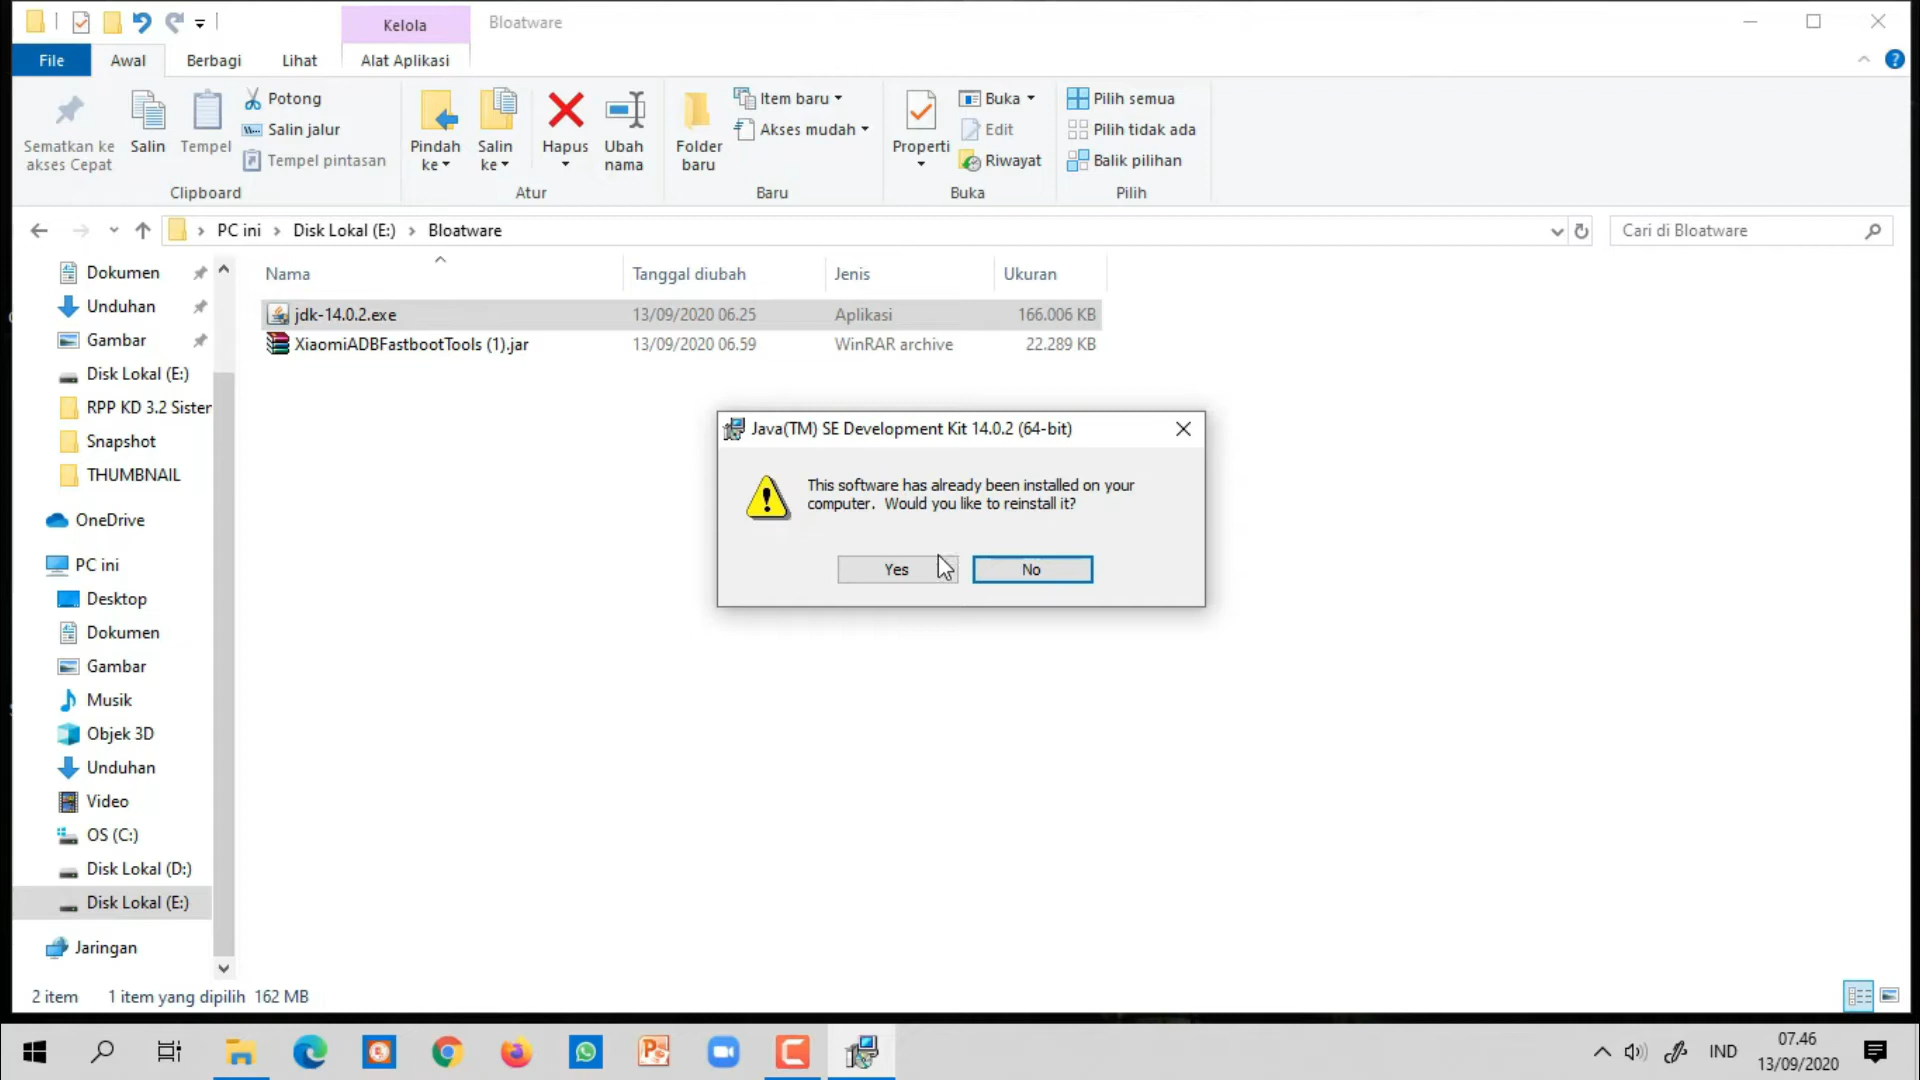 Kelola
Bloatware
File
Awal
Berbagi
Lihat
Alat Aplikasi
Sematkan ke
akses Cepat
Salin
Tempel
Potong
Salin jalur
Tempel pintasan
Clipboard
Pindah
ke
Salin
ke
Hapus
Ubah
nama
Atur
Folder
baru
Item baru
Akses mudah
Baru
Properti
Buka
Edit
Riwayat
Buka
Pilih semua
Pilih tidak ada
Balik pilihan
Pilih
PC ini > Disk Lokal (E:) > Bloatware
Cari di Bloatware
Nama
Tanggal diubah
Jenis
Ukuran
jdk-14.0.2.exe 13/09/2020 06.25 Aplikasi 166.006 KB
XiaomiADBFastbootTools (1).jar 13/09/2020 06.59 WinRAR archive 22.289 KB
Dokumen
Unduhan
Gambar
Disk Lokal (E:)
RPP KD 3.2 Sister
Snapshot
THUMBNAIL
OneDrive
PC ini
Desktop
Dokumen
Gambar
Musik
Objek 3D
Unduhan
Video
OS (C:)
Disk Lokal (D:)
Disk Lokal (E:)
Jaringan
Java(TM) SE Development Kit 14.0.2 (64-bit)
This software has already been installed on your
computer. Would you like to reinstall it?
Yes
No
2 item 1 item yang dipilih 162 MB
IND
07.46
13/09/2020